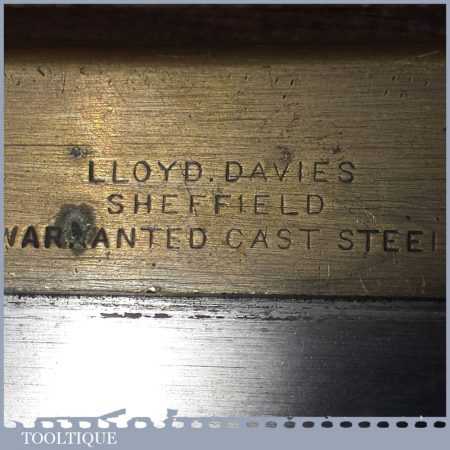 LLOYD. DAVIES
SHEFFIELD
WARRANTED CAST STEEL
TOOLTIQUE